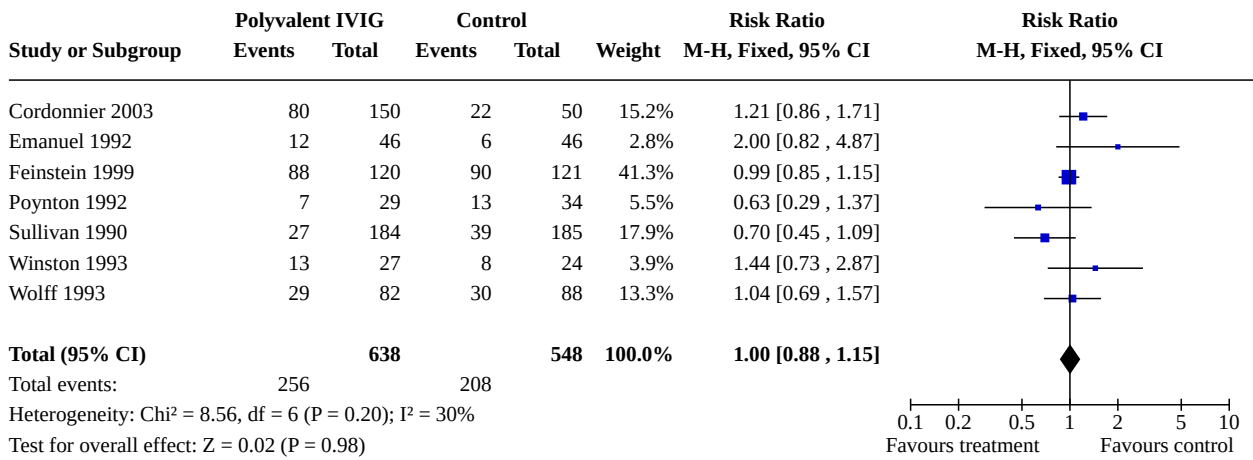 Polyvalent IVIG Control Risk Ratio Risk Ratio
Study or Subgroup Events Total Events Total Weight M-H, Fixed, 95% CI M-H, Fixed, 95% CI
Cordonnier 2003 80 150 22 50 15.2% 1.21 [0.86 , 1.71]
Emanuel 1992 12 46 6 46 2.8% 2.00 [0.82 , 4.87]
Feinstein 1999 88 120 90 121 41.3% 0.99 [0.85 , 1.15]
Poynton 1992 7 29 13 34 5.5% 0.63 [0.29 , 1.37]
Sullivan 1990 27 184 39 185 17.9% 0.70 [0.45 , 1.09]
Winston 1993 13 27 8 24 3.9% 1.44 [0.73 , 2.87]
Wolff 1993 29 82 30 88 13.3% 1.04 [0.69 , 1.57]
Total (95% CI) 638 548 100.0% 1.00 [0.88 , 1.15]
Total events: 256 208
Heterogeneity: Chi² = 8.56, df = 6 (P = 0.20); I² = 30%
0.1 0.2 0.5 1 2 5 10
Test for overall effect: Z = 0.02 (P = 0.98) Favours treatment Favours control